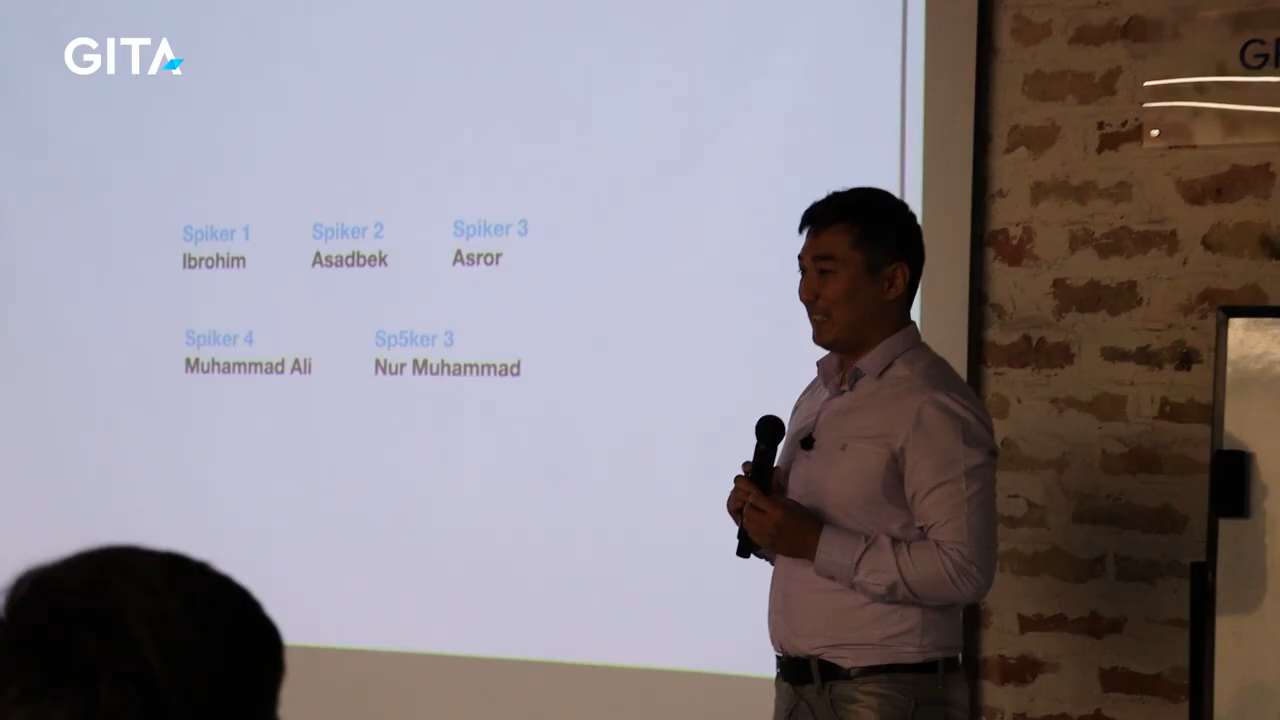 GITA
Spiker 1
Ibrohim
Spiker 2
Asadbek
Spiker 3
Asror
Spiker 4
Muhammad Ali
Sp5ker 3
Nur Muhammad